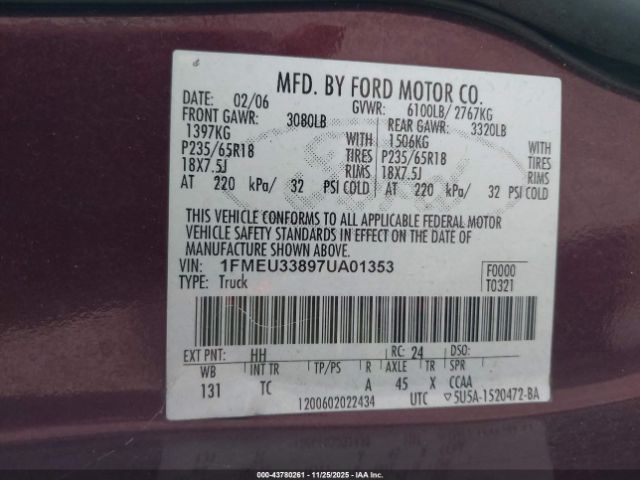 MFD. BY FORD MOTOR CO.
DATE: 02/06 GVWR: 6100LB/ 2767KG
FRONT GAWR: 3080LB REAR GAWR: 3320LB
1397KG WITH 1506KG WITH
P235/65R18 TIRES P235/65R18 TIRES
18X7.5J RIMS 18X7.5J RIMS
AT 220 kPa/ 32 PSI COLD AT 220 kPa/ 32 PSI COLD
THIS VEHICLE CONFORMS TO ALL APPLICABLE FEDERAL MOTOR
VEHICLE SAFETY STANDARDS IN EFFECT ON THE DATE OF
MANUFACTURE SHOWN ABOVE.
VIN: 1FMEU33897UA01353 F0000
TYPE: Truck T0321
EXT PNT: HH RC: 24 DSO:
WB INT TR TP/PS R AXLE TR SPR
131 TC A 45 X CCAA
1200602022434 UTC 5U5A-1520472-BA
© 000-43780261 - 11/25/2025 - IAAI.com